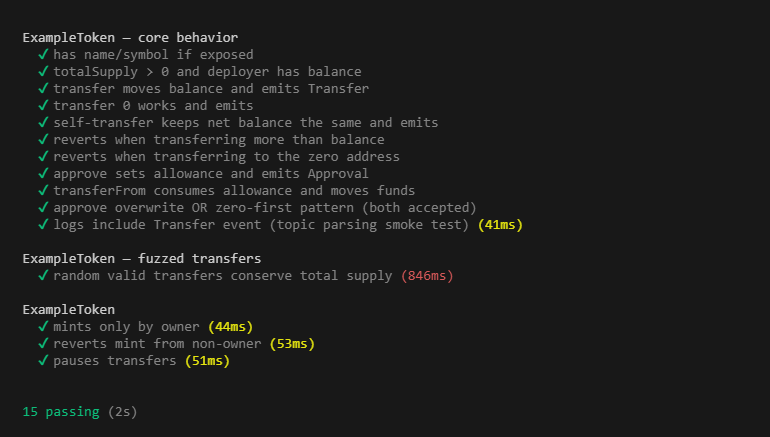 ExampleToken — core behavior
✓ has name/symbol if exposed
✓ totalSupply > 0 and deployer has balance
✓ transfer moves balance and emits Transfer
✓ transfer 0 works and emits
✓ self-transfer keeps net balance the same and emits
✓ reverts when transferring more than balance
✓ reverts when transferring to the zero address
✓ approve sets allowance and emits Approval
✓ transferFrom consumes allowance and moves funds
✓ approve overwrite OR zero-first pattern (both accepted)
✓ logs include Transfer event (topic parsing smoke test) (41ms)
ExampleToken — fuzzed transfers
✓ random valid transfers conserve total supply (846ms)
ExampleToken
✓ mints only by owner (44ms)
✓ reverts mint from non-owner (53ms)
✓ pauses transfers (51ms)
15 passing (2s)